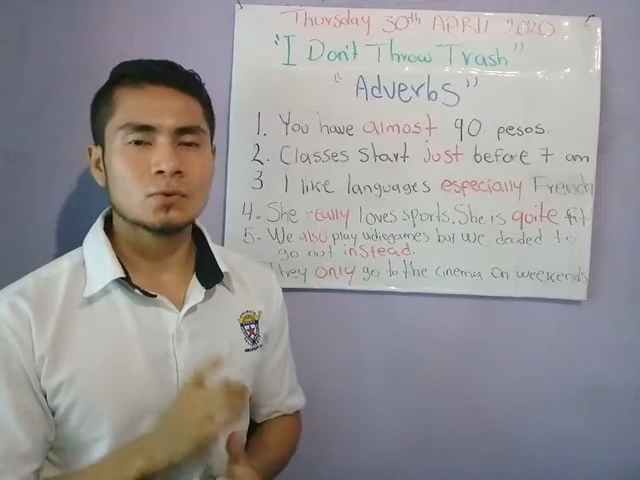 Thursday 30th APRIL 2020
"I Don't Throw Trash"
"Adverbs"
1. You have almost 90 pesos.
2. Classes start just before 7 am
3. I like languages especially French
4. She really loves sports. She is quite fit
5. We also play videogames but we decided to
go out instead.
They only go to the cinema on weekends